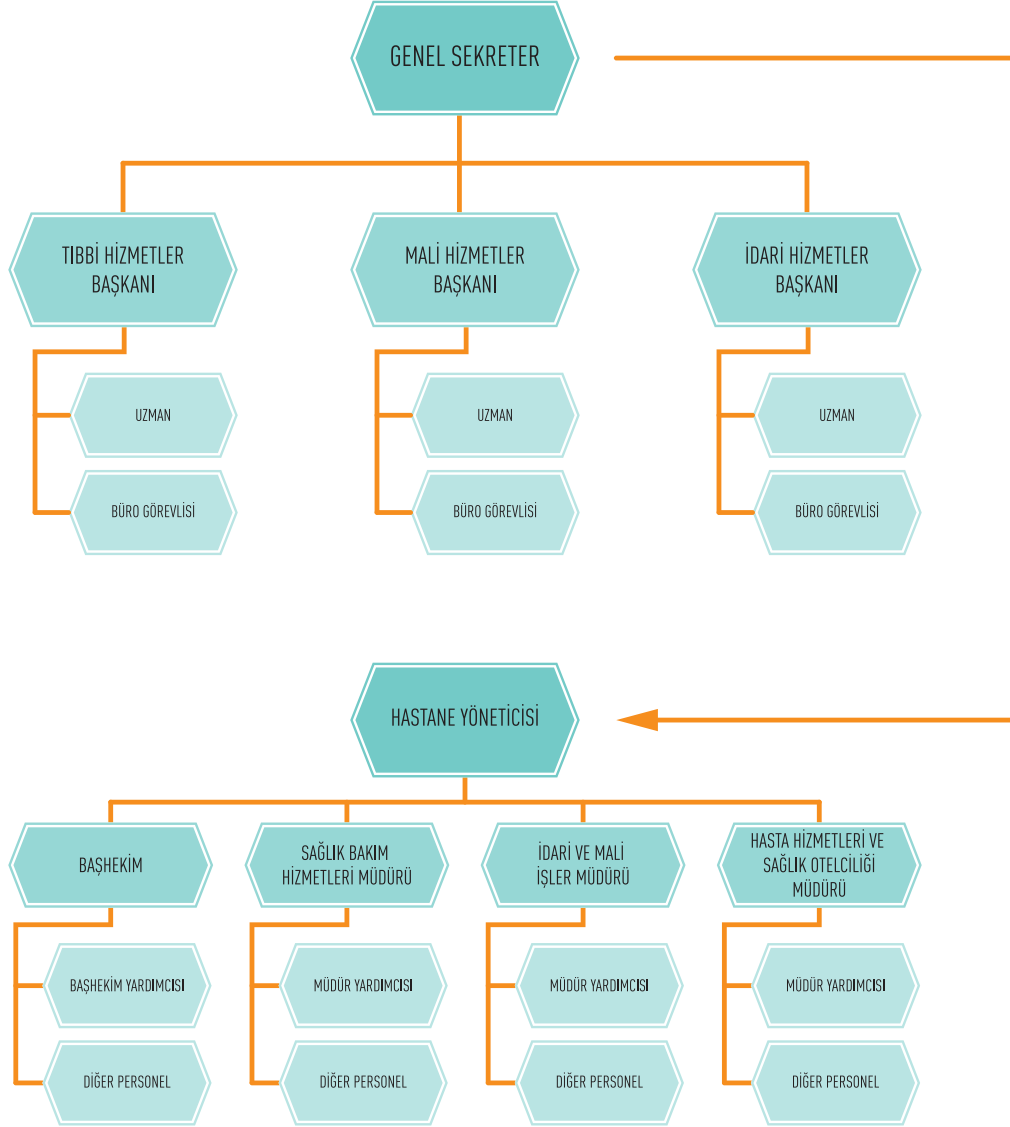 GENEL SEKRETER
TIBBİ HİZMETLER
BAŞKANI
MALİ HİZMETLER
BAŞKANI
İDARİ HİZMETLER
BAŞKANI
UZMAN
UZMAN
UZMAN
BÜRO GÖREVLİSİ
BÜRO GÖREVLİSİ
BÜRO GÖREVLİSİ
HASTANE YÖNETİCİSİ
BAŞHEKİM
SAĞLIK BAKIM
HİZMETLERİ MÜDÜRÜ
İDARİ VE MALİ
İŞLER MÜDÜRÜ
HASTA HİZMETLERİ VE
SAĞLIK OTELCİLİĞİ
MÜDÜRÜ
BAŞHEKİM YARDIMCISI
MÜDÜR YARDIMCISI
MÜDÜR YARDIMCISI
MÜDÜR YARDIMCISI
DİĞER PERSONEL
DİĞER PERSONEL
DİĞER PERSONEL
DİĞER PERSONEL